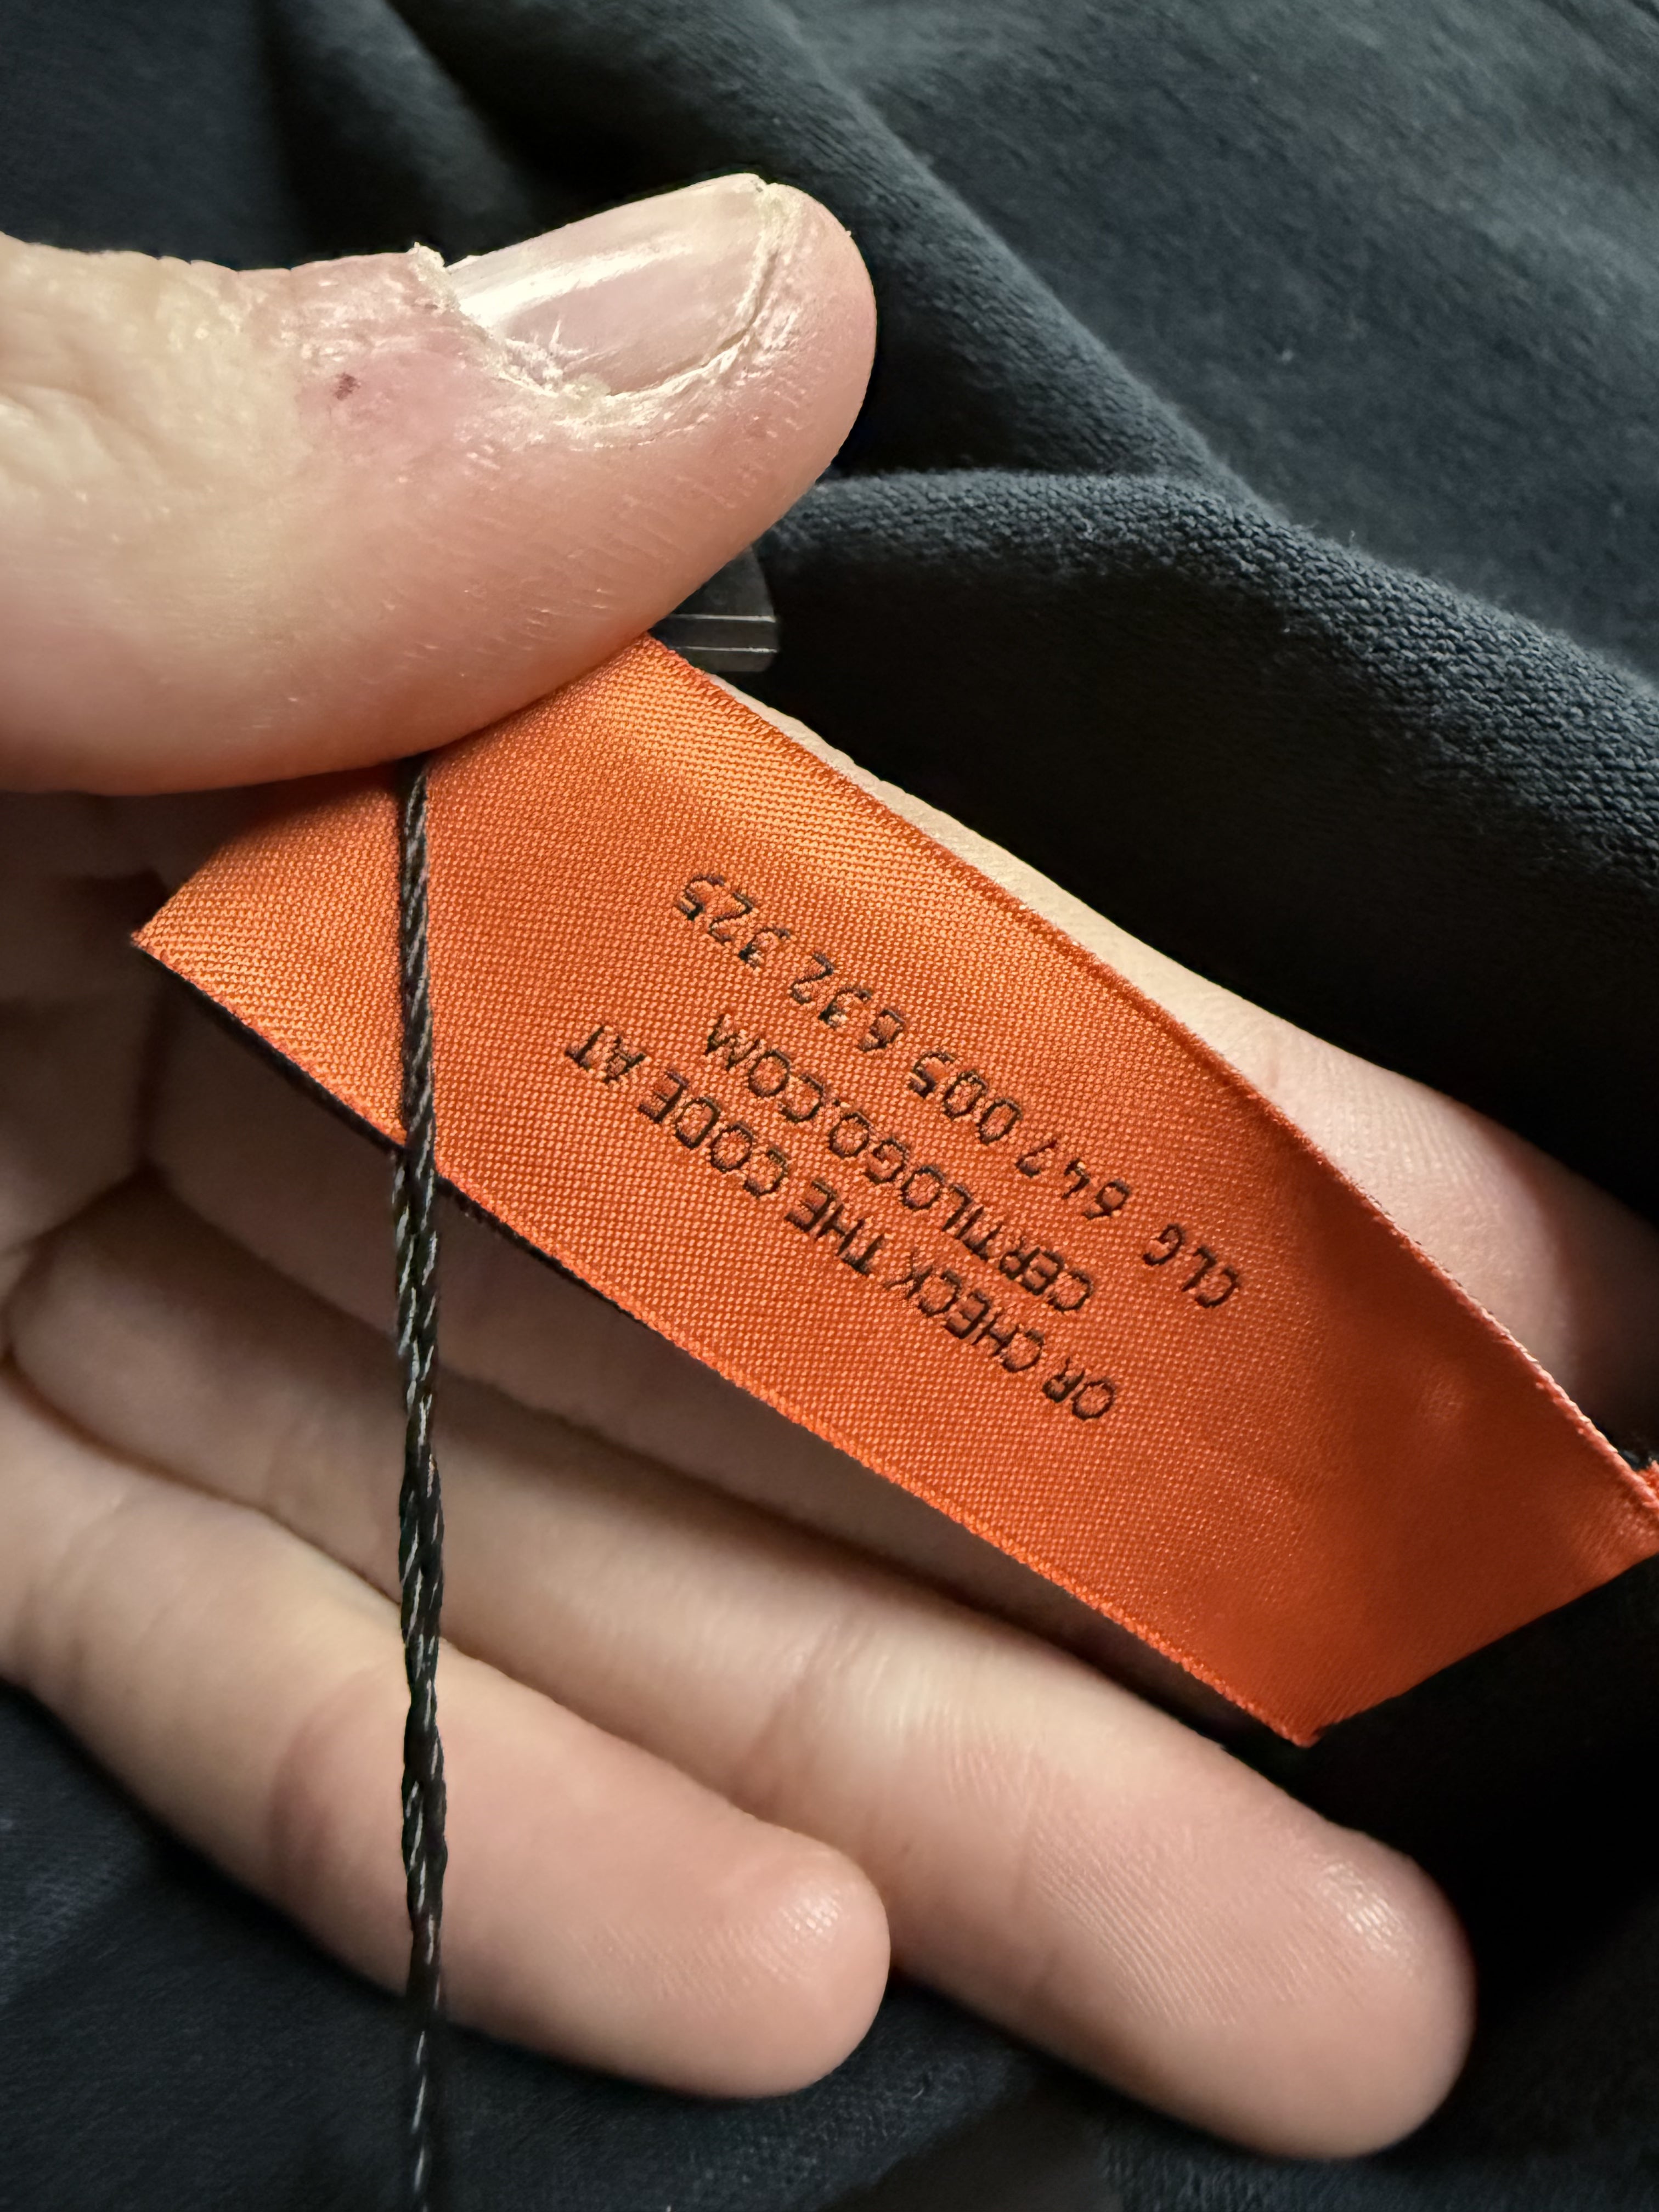 OR CHECK THE CODE AT
CERTILOGO.COM
CLG 647 005 632 325